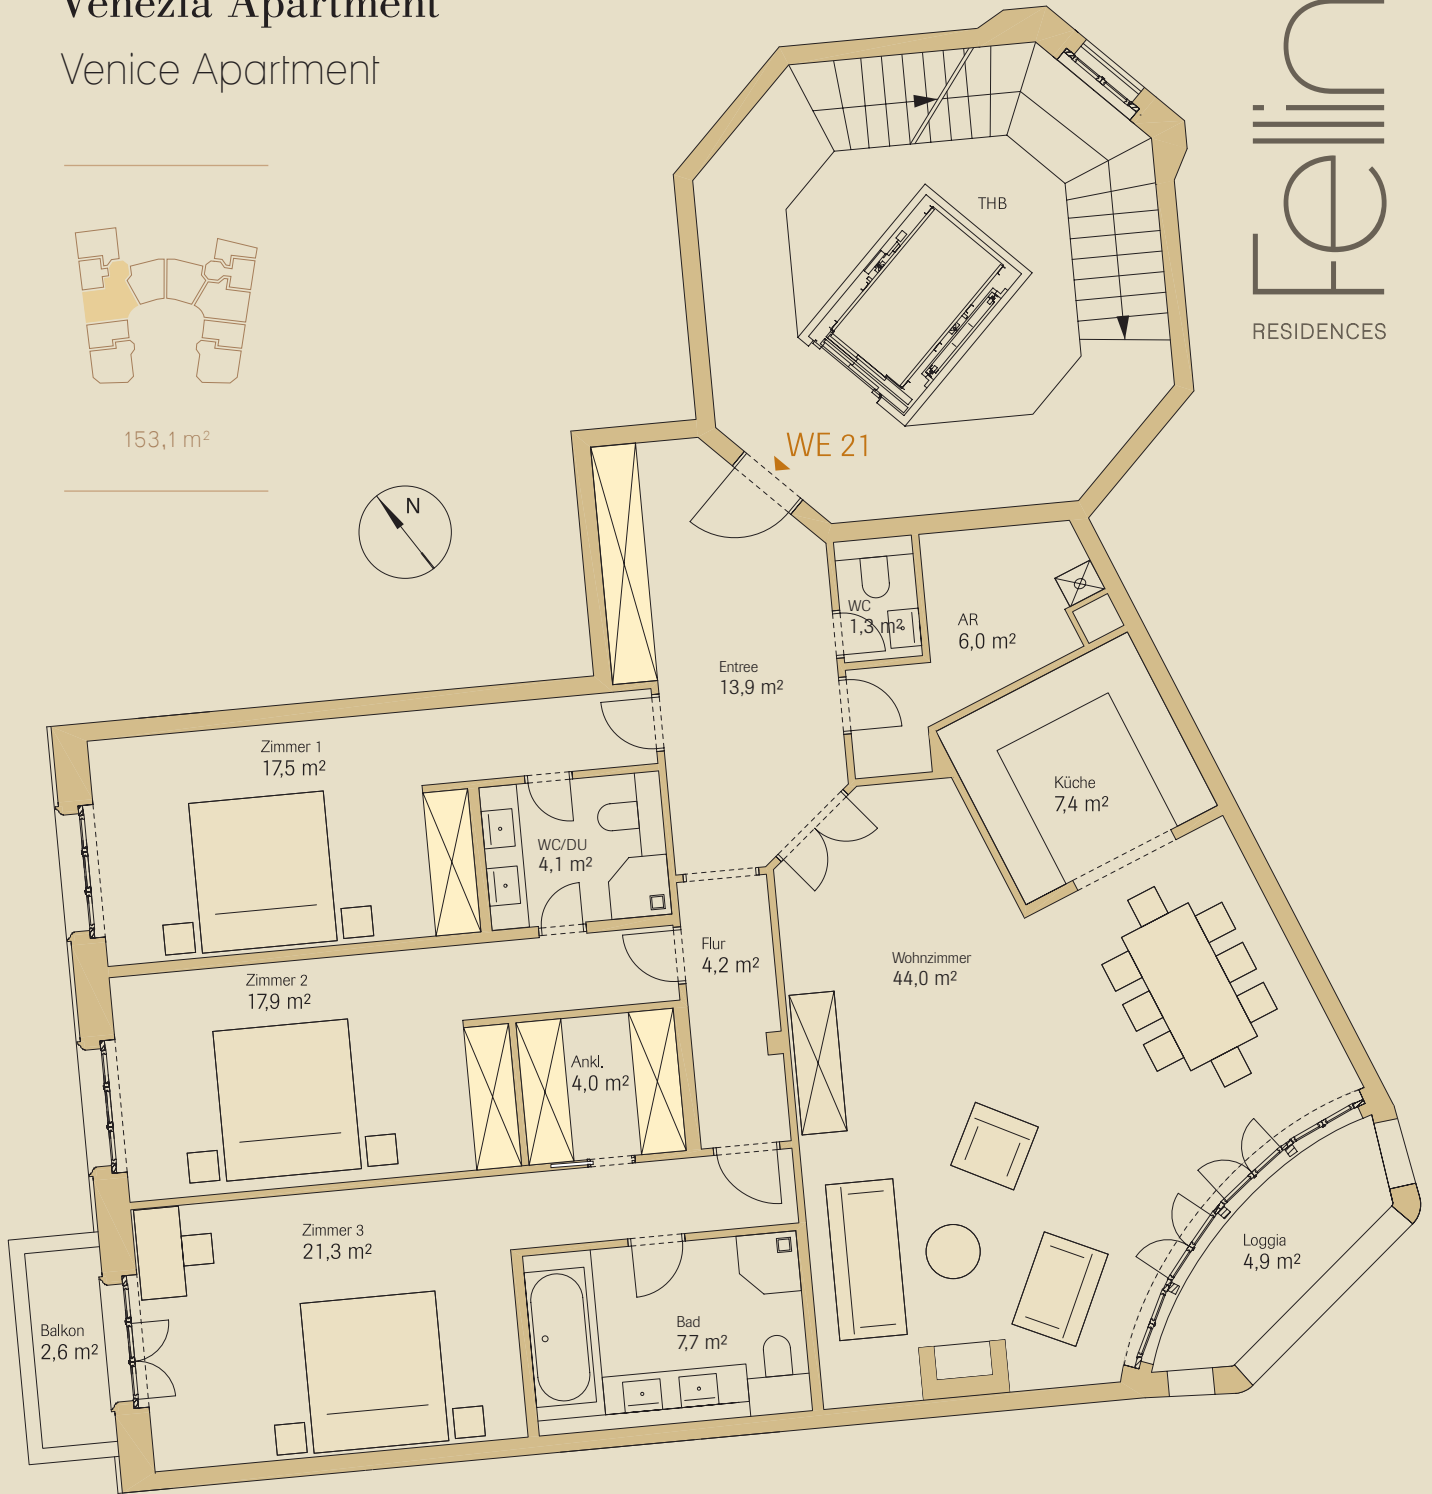 Venezia Apartment
Venice Apartment
Fellini
RESIDENCES
153,1 m²
N
THB
WE 21
WC
1,3 m²
AR
6,0 m²
Entree
13,9 m²
Zimmer 1
17,5 m²
Küche
7,4 m²
WC/DU
4,1 m²
Flur
4,2 m²
Wohnzimmer
44,0 m²
Zimmer 2
17,9 m²
Ankl.
4,0 m²
Zimmer 3
21,3 m²
Loggia
4,9 m²
Balkon
2,6 m²
Bad
7,7 m²